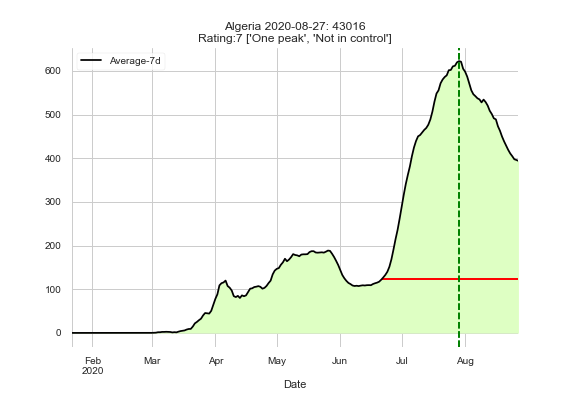 Algeria 2020-08-27: 43016
Rating:7 ['One peak', 'Not in control']
Average-7d
600
500
400
300
200
100
0
Feb Mar Apr May Jun Jul Aug
2020
Date